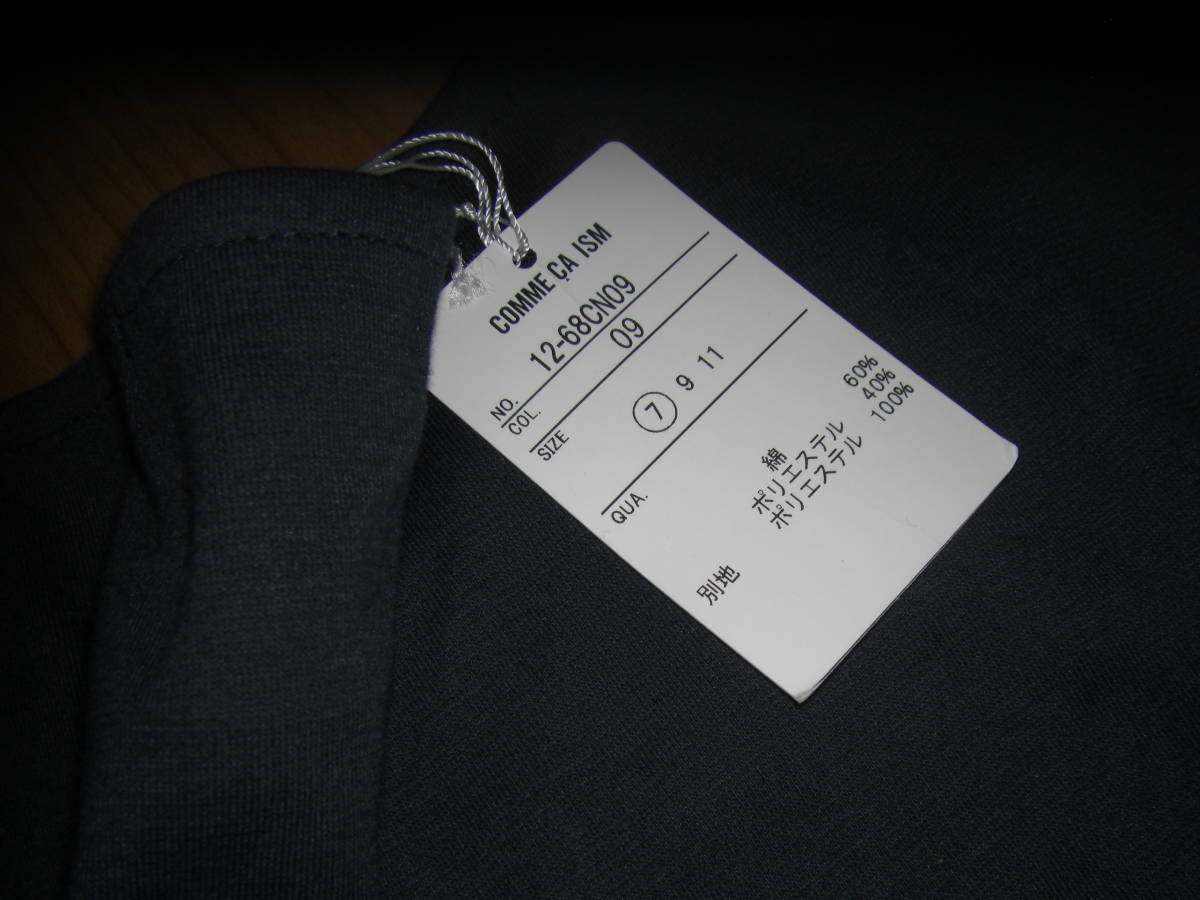 COMME ÇA ISM
NO. 12-68CN09
COL. 09
SIZE ⑦ 9 11
QUA.
綿 60%
ポリエステル 40%
別地 ポリエステル 100%